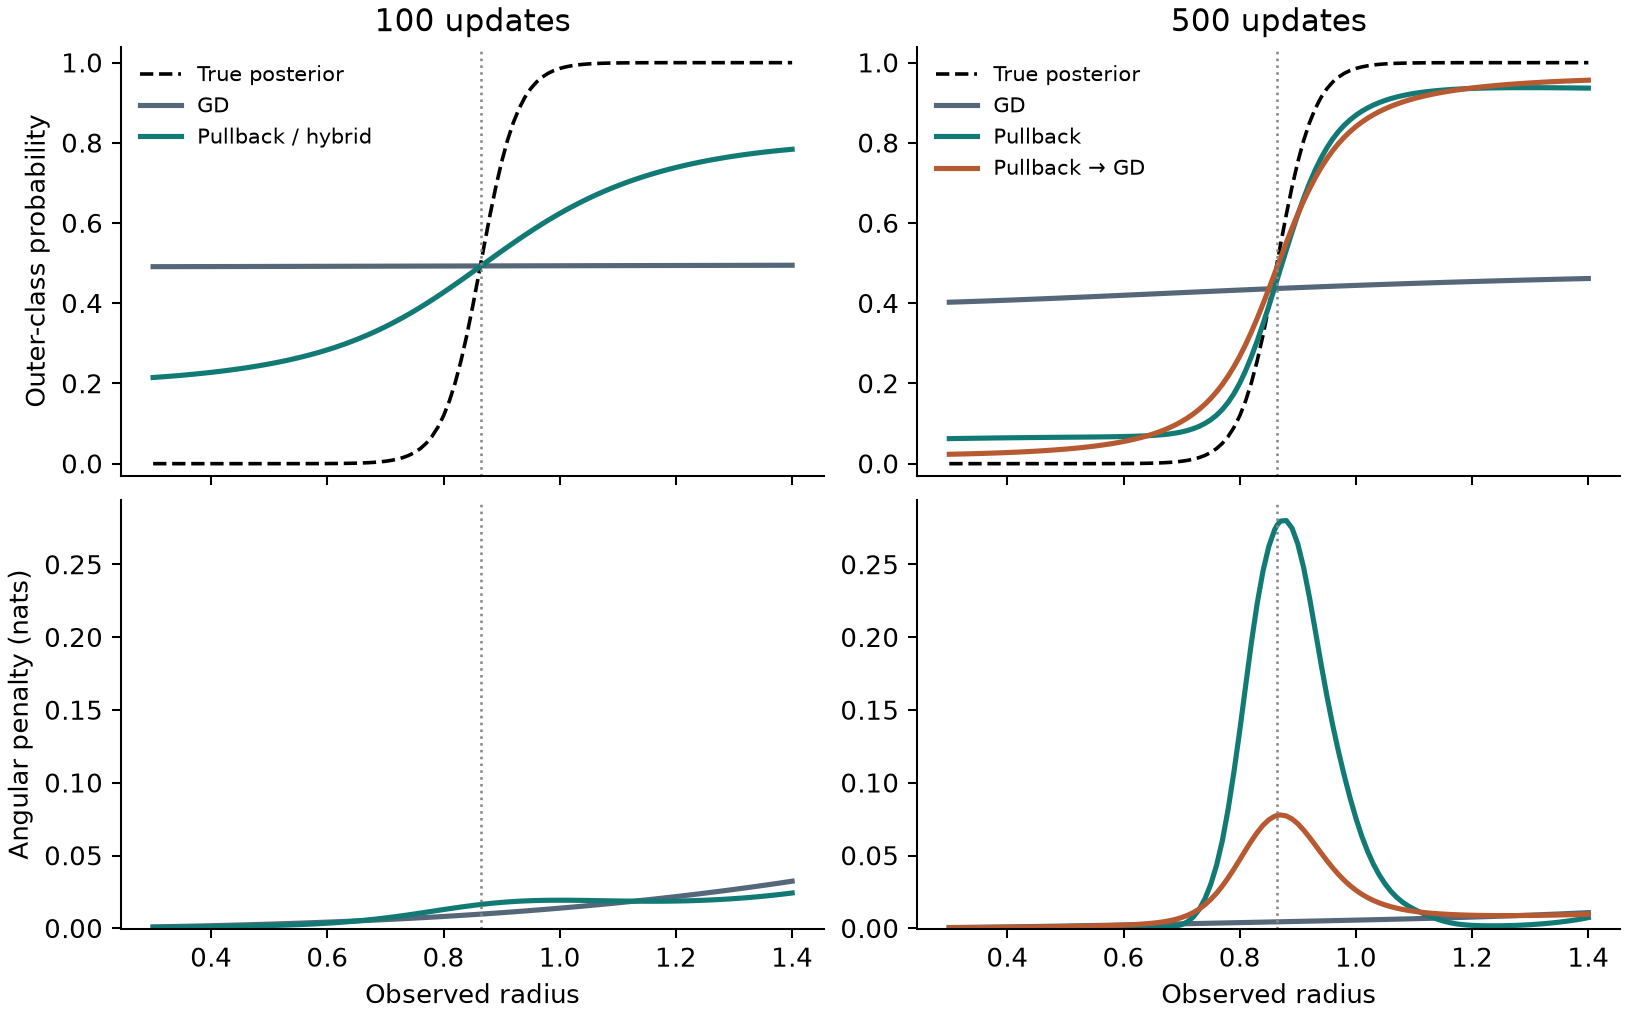 100 updates
Outer-class probability
1.0
0.8
0.6
0.4
0.2
0.0
True posterior
GD
Pullback / hybrid
500 updates
1.0
0.8
0.6
0.4
0.2
0.0
True posterior
GD
Pullback
Pullback → GD
Angular penalty (nats)
0.25
0.20
0.15
0.10
0.05
0.00
0.4 0.6 0.8 1.0 1.2 1.4
Observed radius
0.25
0.20
0.15
0.10
0.05
0.00
0.4 0.6 0.8 1.0 1.2 1.4
Observed radius